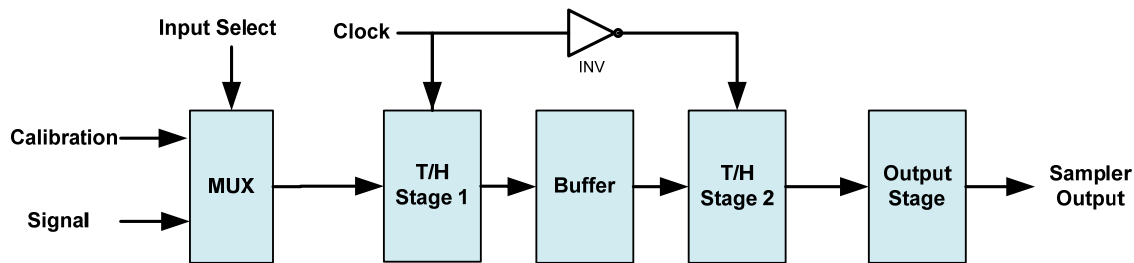 Input Select
Clock
INV
Calibration
Signal
MUX
T/H
Stage 1
Buffer
T/H
Stage 2
Output
Stage
Sampler
Output